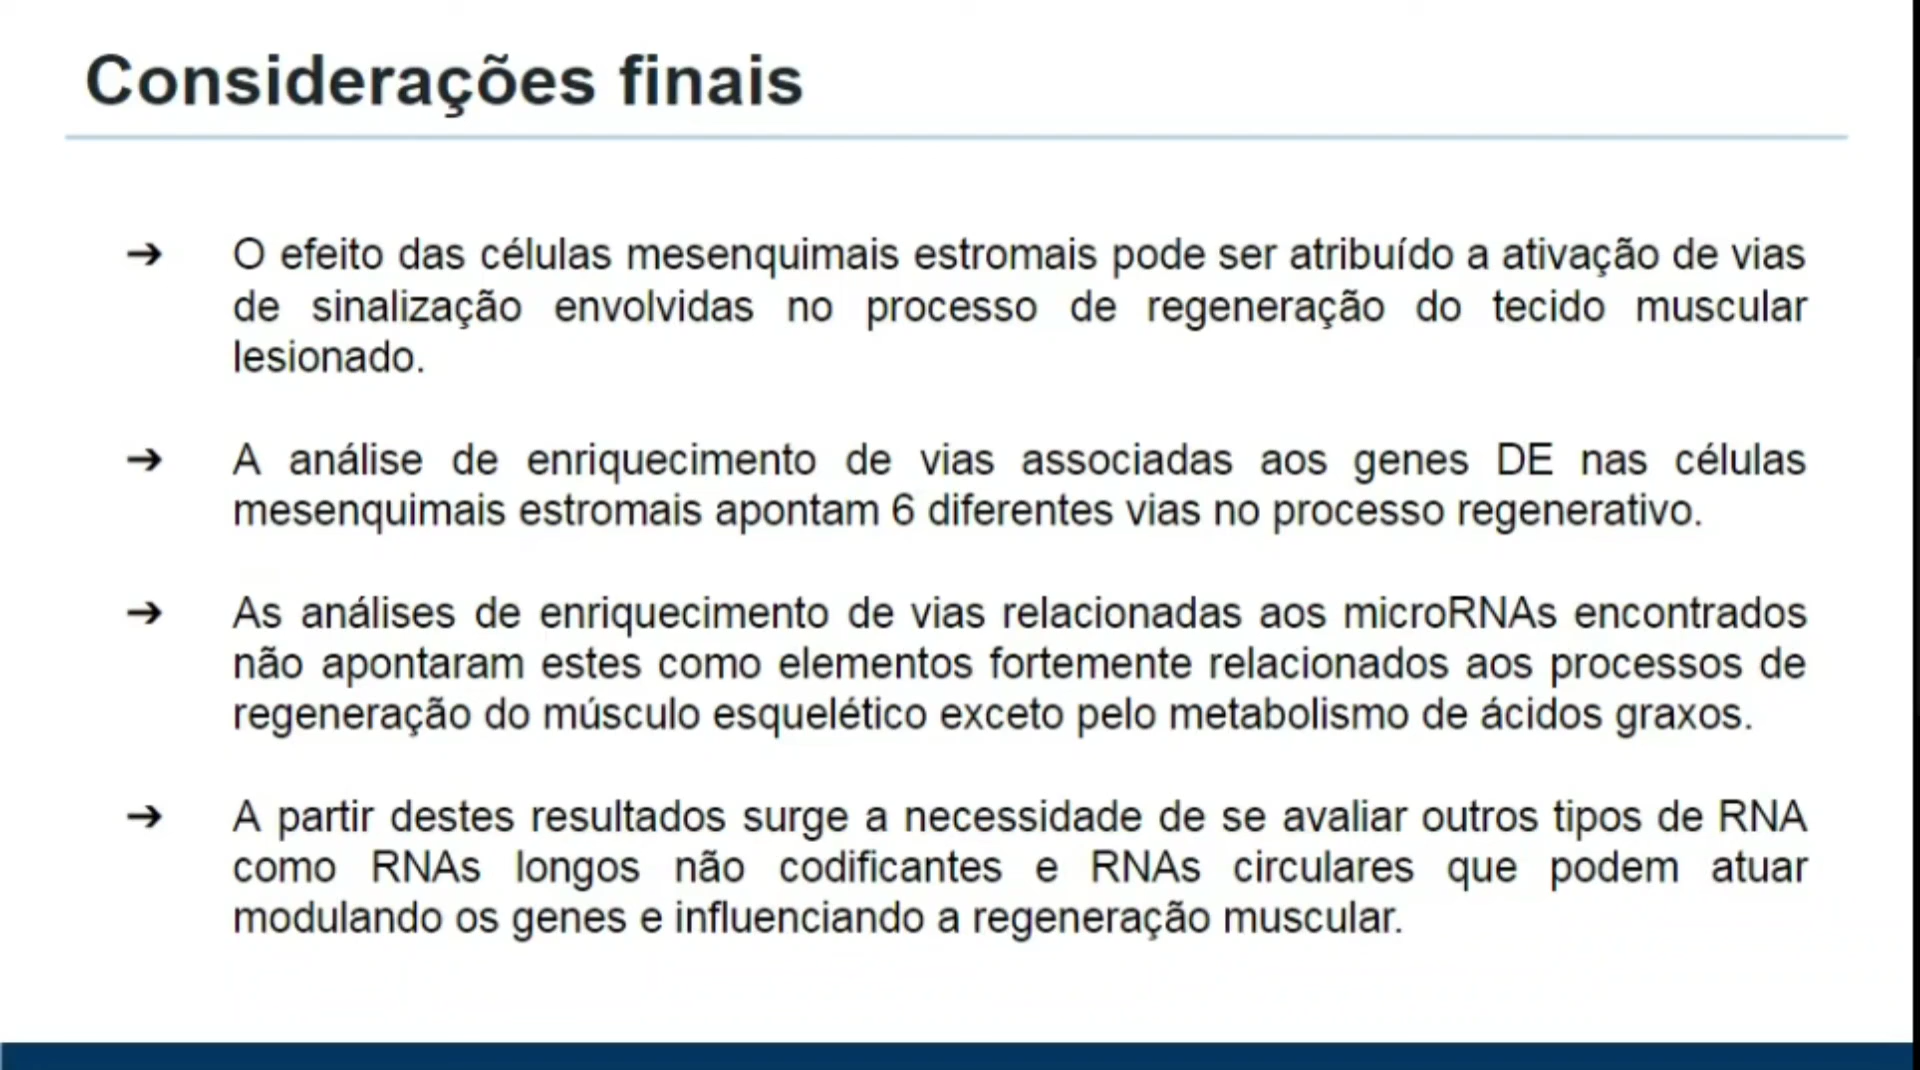 Considerações finais
➔ O efeito das células mesenquimais estromais pode ser atribuído a ativação de vias
de sinalização envolvidas no processo de regeneração do tecido muscular
lesionado.
➔ A análise de enriquecimento de vias associadas aos genes DE nas células
mesenquimais estromais apontam 6 diferentes vias no processo regenerativo.
➔ As análises de enriquecimento de vias relacionadas aos microRNAs encontrados
não apontaram estes como elementos fortemente relacionados aos processos de
regeneração do músculo esquelético exceto pelo metabolismo de ácidos graxos.
➔ A partir destes resultados surge a necessidade de se avaliar outros tipos de RNA
como RNAs longos não codificantes e RNAs circulares que podem atuar
modulando os genes e influenciando a regeneração muscular.